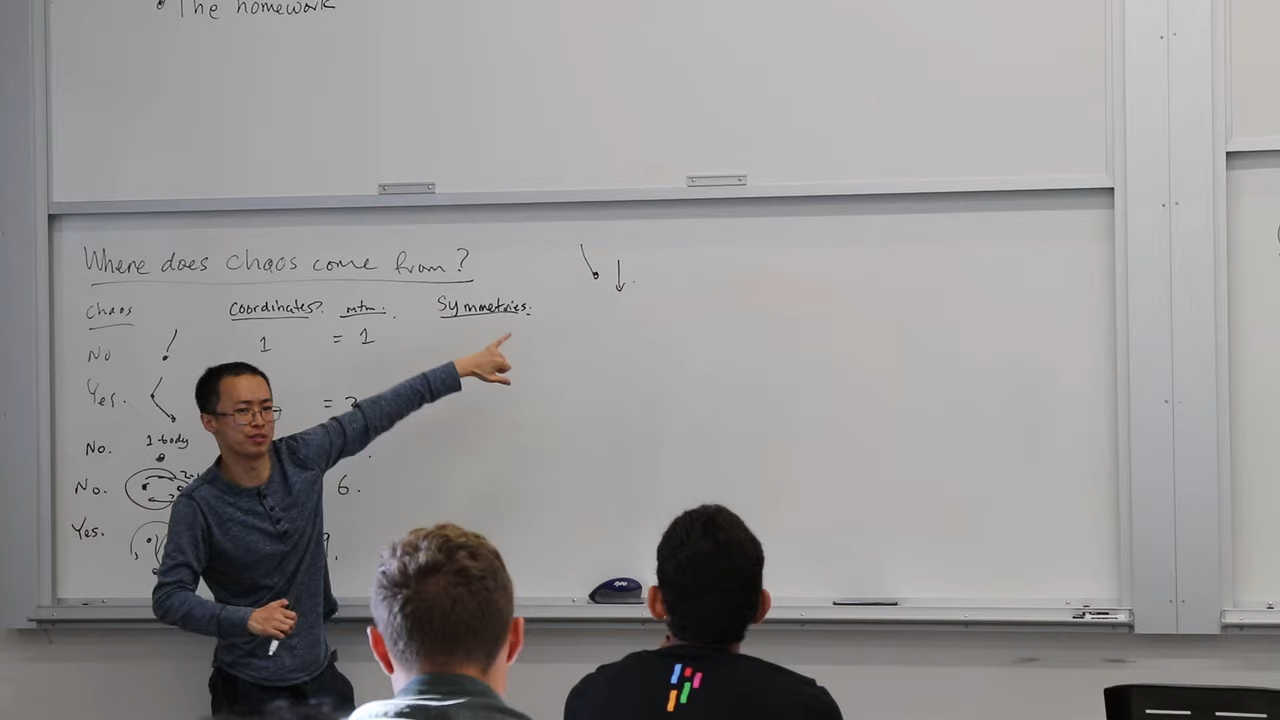 • The homework
Where does chaos come from?
Chaos Coordinates? mtm. Symmetries.
No 1 = 1
Yes. = 2
No. 1-body
No. 6.
Yes.